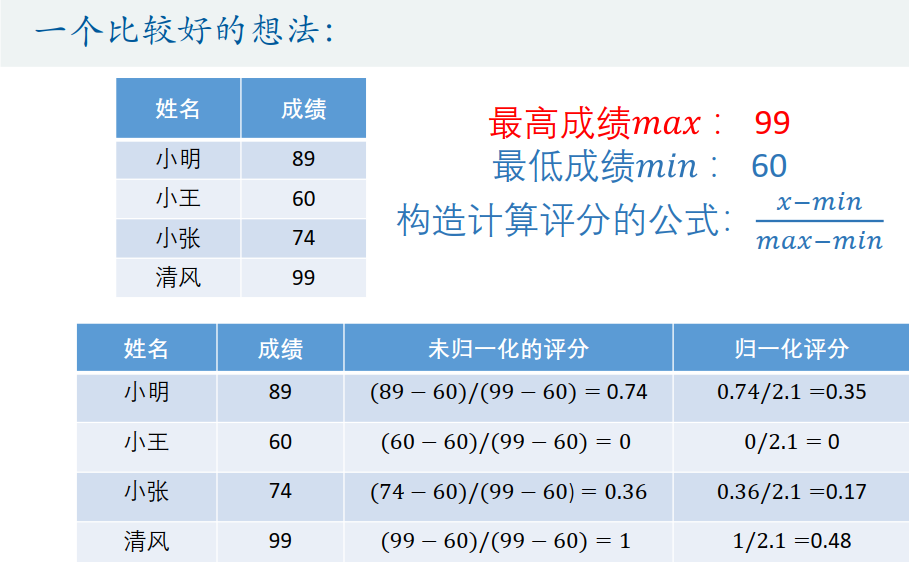 一个比较好的想法：
姓名 成绩
小明 89
小王 60
小张 74
清风 99
最高成绩max： 99
最低成绩min： 60
构造计算评分的公式： x−min / max−min
姓名 成绩 未归一化的评分 归一化评分
小明 89 (89 − 60)/(99 − 60) = 0.74 0.74/2.1 =0.35
小王 60 (60 − 60)/(99 − 60) = 0 0/2.1 = 0
小张 74 (74 − 60)/(99 − 60) = 0.36 0.36/2.1 =0.17
清风 99 (99 − 60)/(99 − 60) = 1 1/2.1 =0.48